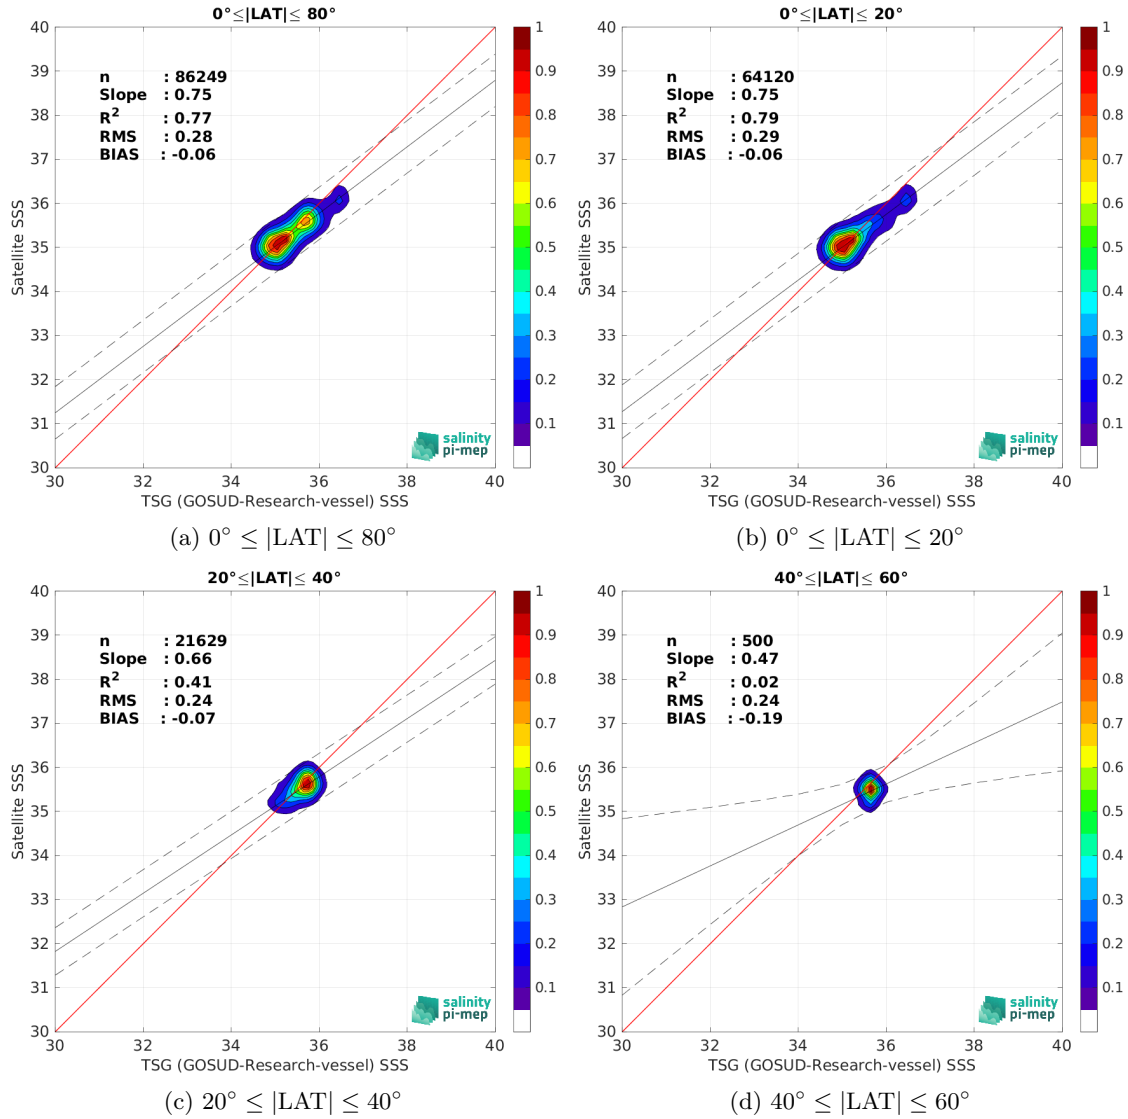 0°≤|LAT|≤ 80°
n : 86249
Slope : 0.75
R² : 0.77
RMS : 0.28
BIAS : -0.06
Satellite SSS
40
39
38
37
36
35
34
33
32
31
30
30 32 34 36 38 40
TSG (GOSUD-Research-vessel) SSS
salinity
pi-mep
1
0.9
0.8
0.7
0.6
0.5
0.4
0.3
0.2
0.1
(a) 0° ≤ |LAT| ≤ 80°
0°≤|LAT|≤ 20°
n : 64120
Slope : 0.75
R² : 0.79
RMS : 0.29
BIAS : -0.06
Satellite SSS
40
39
38
37
36
35
34
33
32
31
30
30 32 34 36 38 40
TSG (GOSUD-Research-vessel) SSS
salinity
pi-mep
1
0.9
0.8
0.7
0.6
0.5
0.4
0.3
0.2
0.1
(b) 0° ≤ |LAT| ≤ 20°
20°≤|LAT|≤ 40°
n : 21629
Slope : 0.66
R² : 0.41
RMS : 0.24
BIAS : -0.07
Satellite SSS
40
39
38
37
36
35
34
33
32
31
30
30 32 34 36 38 40
TSG (GOSUD-Research-vessel) SSS
salinity
pi-mep
1
0.9
0.8
0.7
0.6
0.5
0.4
0.3
0.2
0.1
(c) 20° ≤ |LAT| ≤ 40°
40°≤|LAT|≤ 60°
n : 500
Slope : 0.47
R² : 0.02
RMS : 0.24
BIAS : -0.19
Satellite SSS
40
39
38
37
36
35
34
33
32
31
30
30 32 34 36 38 40
TSG (GOSUD-Research-vessel) SSS
salinity
pi-mep
1
0.9
0.8
0.7
0.6
0.5
0.4
0.3
0.2
0.1
(d) 40° ≤ |LAT| ≤ 60°